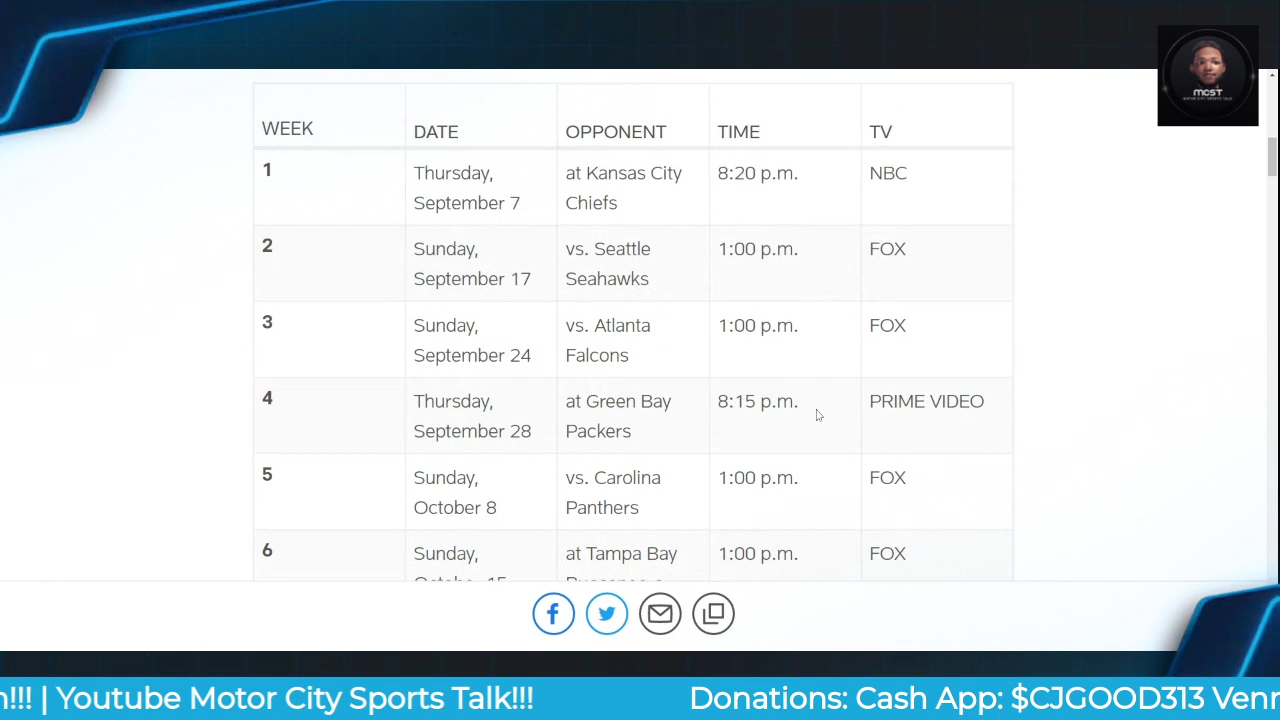 MCST
MOTOR CITY SPORTS TALK
WEEK DATE OPPONENT TIME TV
1 Thursday, at Kansas City 8:20 p.m. NBC
September 7 Chiefs
2 Sunday, vs. Seattle 1:00 p.m. FOX
September 17 Seahawks
3 Sunday, vs. Atlanta 1:00 p.m. FOX
September 24 Falcons
4 Thursday, at Green Bay 8:15 p.m. PRIME VIDEO
September 28 Packers
5 Sunday, vs. Carolina 1:00 p.m. FOX
October 8 Panthers
6 Sunday, at Tampa Bay 1:00 p.m. FOX
!!! | Youtube Motor City Sports Talk!!! Donations: Cash App: $CJGOOD313